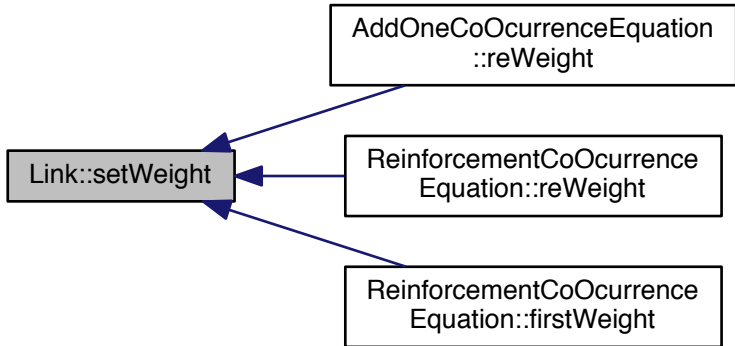 AddOneCoOcurrenceEquation
::reWeight
Link::setWeight
ReinforcementCoOcurrence
Equation::reWeight
ReinforcementCoOcurrence
Equation::firstWeight